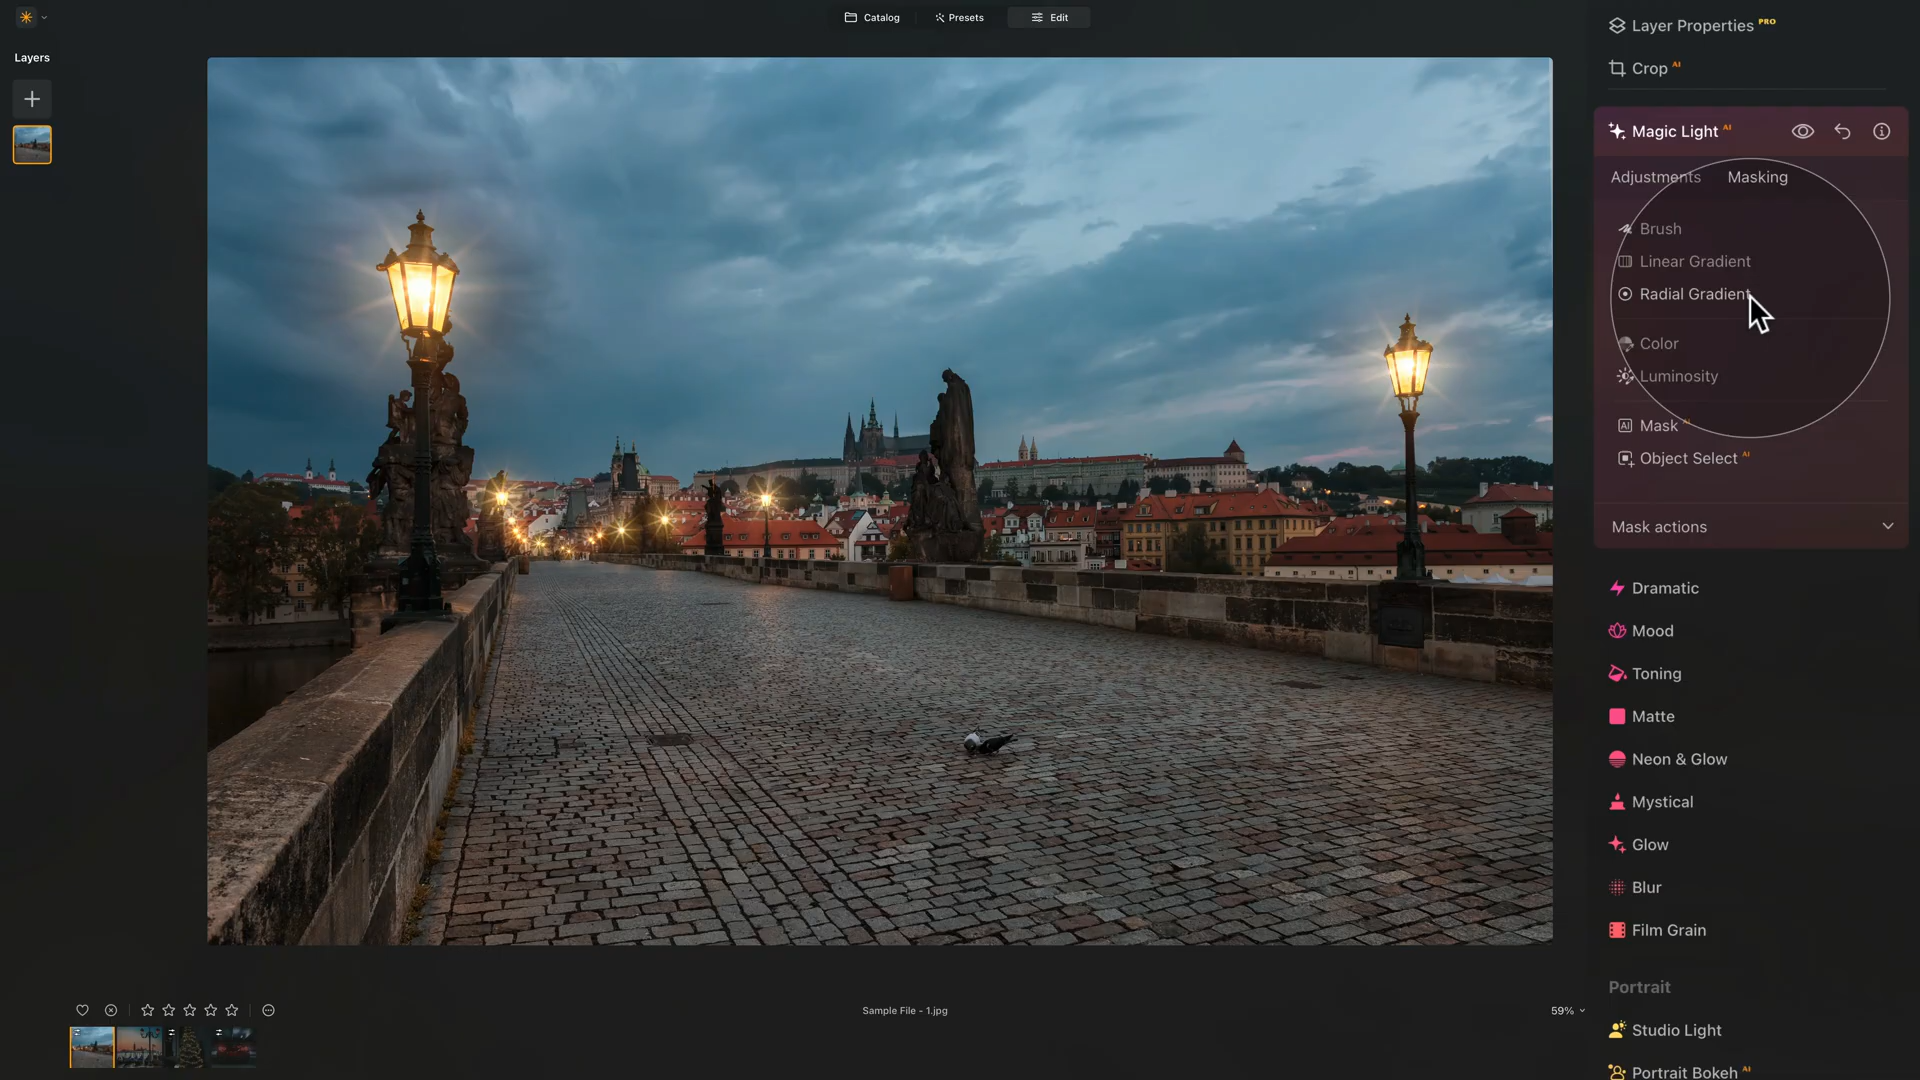 Catalog
Presets
Edit
Layers
Layer Properties PRO
Crop AI
Magic Light AI
Adjustments Masking
Brush
Linear Gradient
Radial Gradient
Color
Luminosity
AI Mask AI
Object Select AI
Mask actions
Dramatic
Mood
Toning
Matte
Neon & Glow
Mystical
Glow
Blur
Film Grain
Portrait
Studio Light
Portrait Bokeh AI
Sample File - 1.jpg
59%